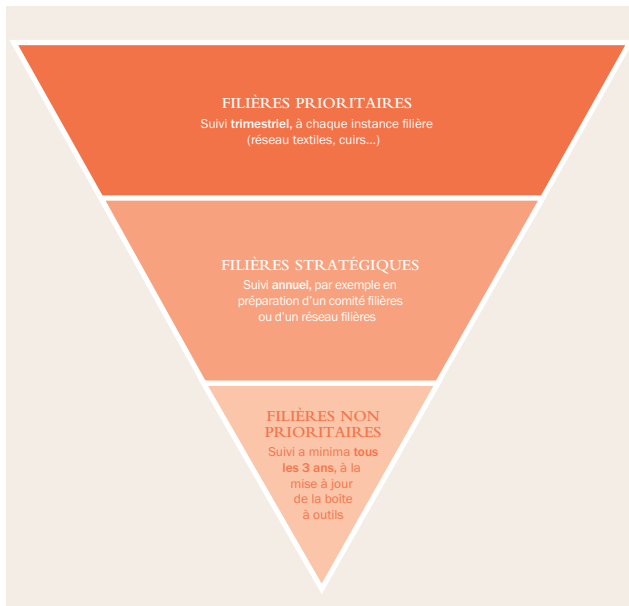 FILIÈRES PRIORITAIRES
Suivi trimestriel, à chaque instance filière
(réseau textiles, cuirs...)
FILIÈRES STRATÉGIQUES
Suivi annuel, par exemple en
préparation d'un comité filières
ou d'un réseau filières
FILIÈRES NON
PRIORITAIRES
Suivi a minima tous
les 3 ans, à la
mise à jour
de la boîte
à outils